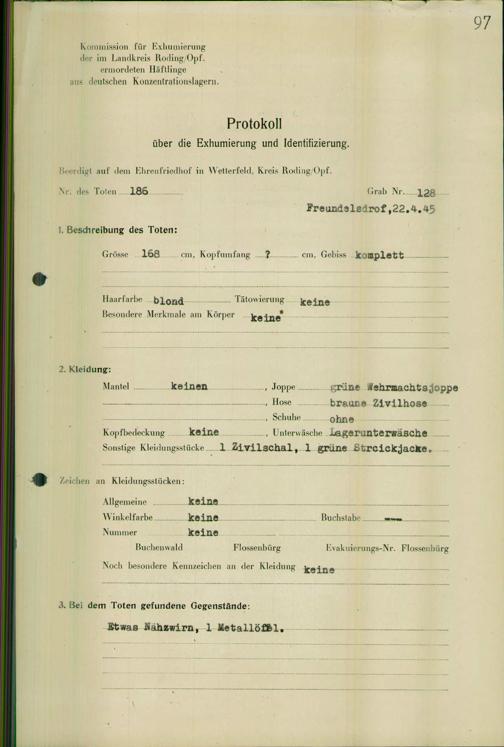 97
Kommission für Exhumierung
der im Landkreis Roding/Opf.
ermordeten Häftlinge
aus deutschen Konzentrationslagern.
Protokoll
über die Exhumierung und Identifizierung.
Beerdigt auf dem Ehrenfriedhof in Wetterfeld, Kreis Roding/Opf.
Nr. des Toten 186 Grab Nr. 128
Freundelsdrof,22.4.45
1. Beschreibung des Toten:
Grösse 168 cm, Kopfumfang ? cm, Gebiss komplett
Haarfarbe blond Tätowierung keine
Besondere Merkmale am Körper keine"
2. Kleidung:
Mantel keinen , Joppe grüne Wehrmachtsjoppe
, Hose braune Zivilhose
, Schuhe ohne
Kopfbedeckung keine , Unterwäsche Lagerunterwäsche
Sonstige Kleidungsstücke 1 Zivilschal, 1 grüne Strcickjacke.
Zeichen an Kleidungsstücken:
Allgemeine keine
Winkelfarbe keine Buchstabe ---
Nummer keine
Buchenwald Flossenbürg Evakuierungs-Nr. Flossenbürg
Noch besondere Kennzeichen an der Kleidung keine
3. Bei dem Toten gefundene Gegenstände:
Etwas Nähzwirn, 1 Metallöffl.